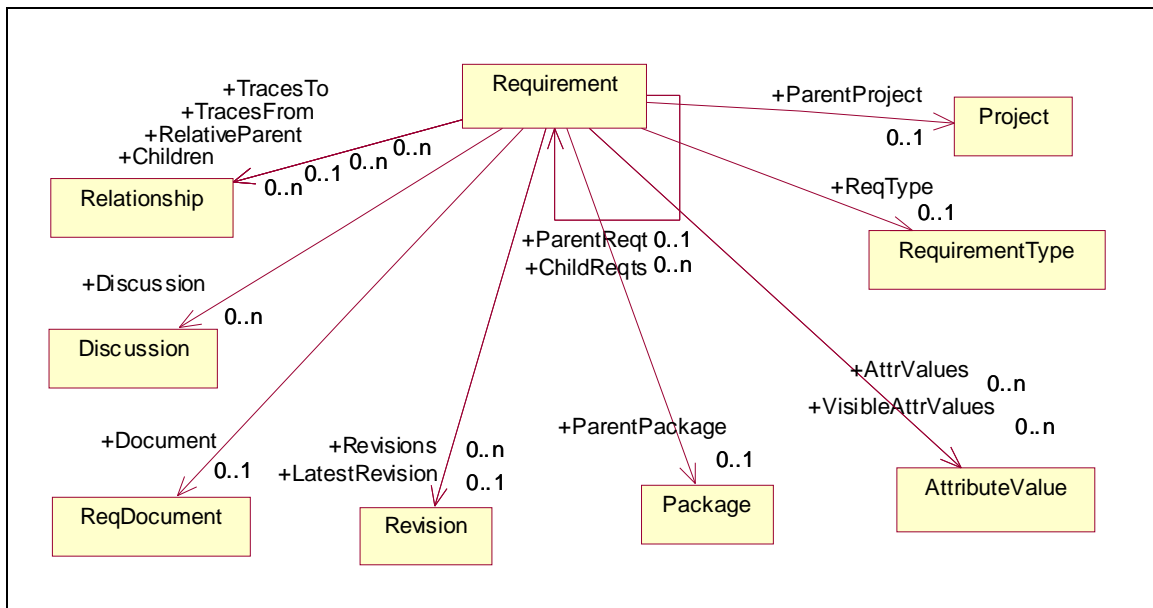 Requirement
+TracesTo
+TracesFrom
+RelativeParent
+Children
0..n 0..1 0..n 0..n
Relationship
+ParentProject
0..1
Project
+ReqType
0..1
RequirementType
+ParentReqt 0..1
+ChildReqts 0..n
+Discussion
0..n
Discussion
+AttrValues
0..n
+VisibleAttrValues
0..n
AttributeValue
+Document
0..1
ReqDocument
+Revisions 0..n
+LatestRevision 0..1
Revision
+ParentPackage
0..1
Package